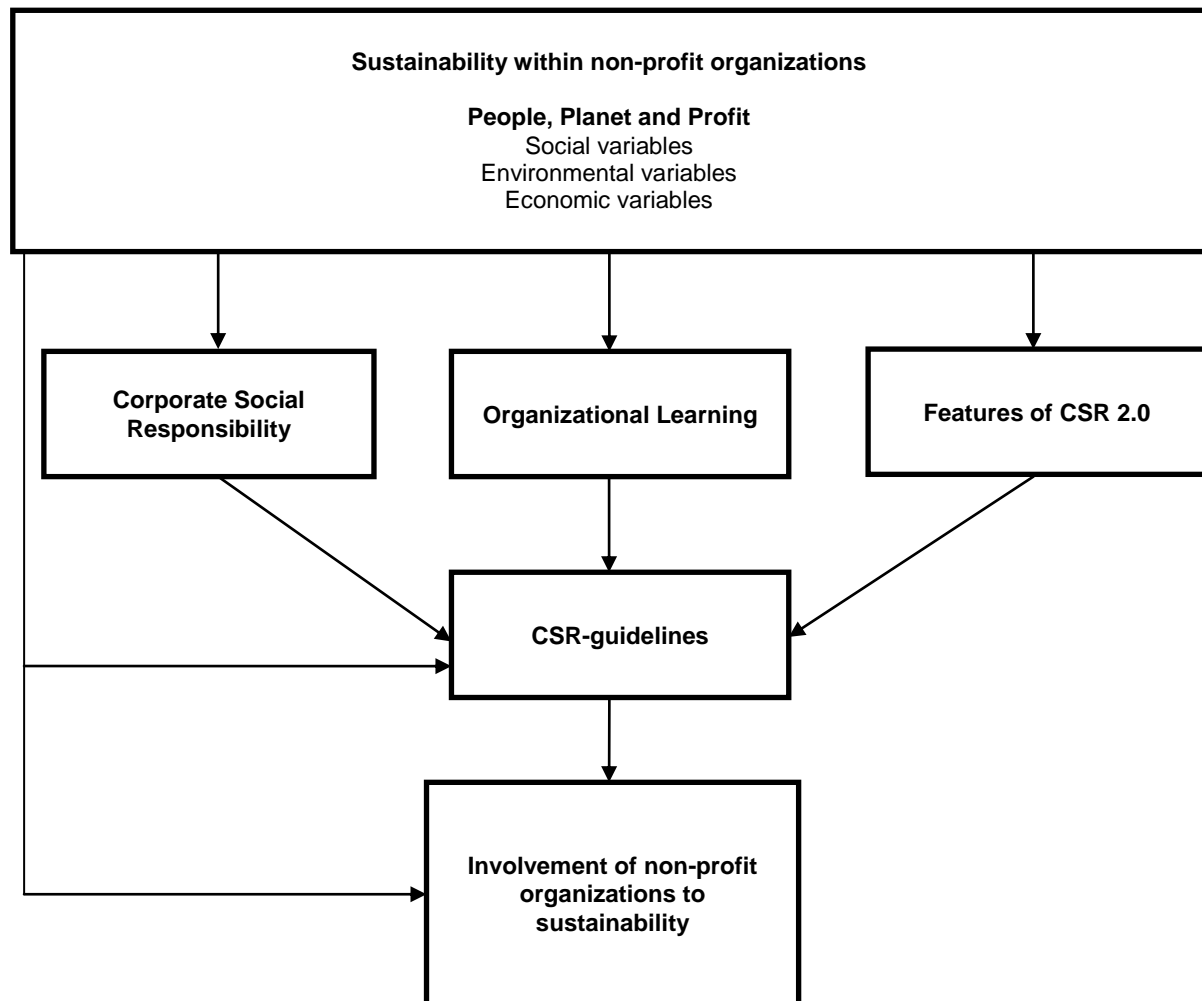 Sustainability within non-profit organizations
People, Planet and Profit
Social variables
Environmental variables
Economic variables
Corporate Social
Responsibility
Organizational Learning
Features of CSR 2.0
CSR-guidelines
Involvement of non-profit
organizations to
sustainability